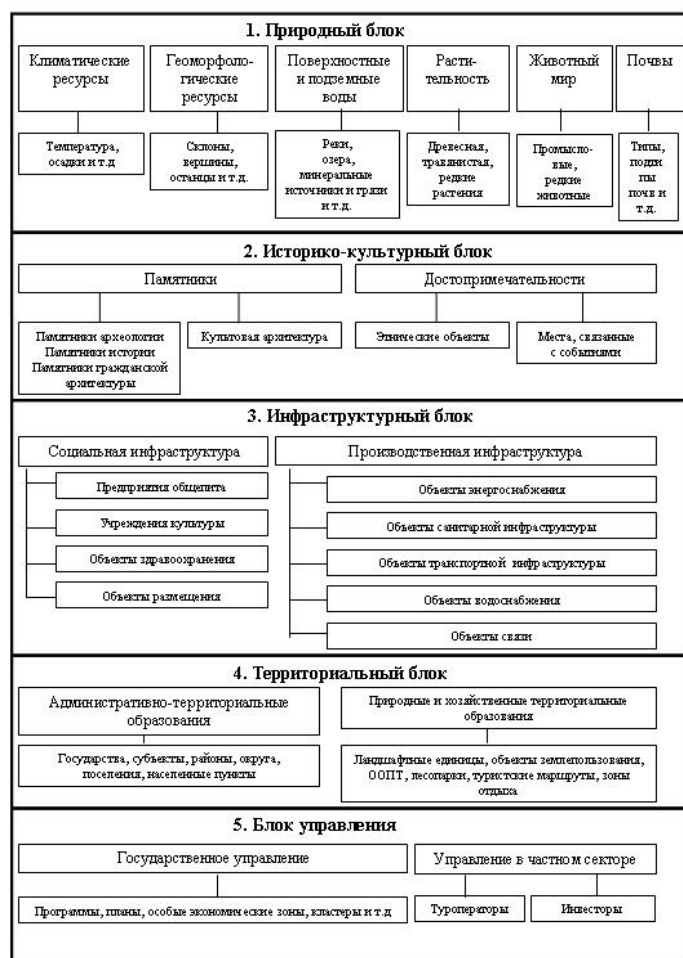 1. Природный блок
Климатические
ресурсы
Геоморфоло-
гические
ресурсы
Поверхностные
и подземные
воды
Расти-
тельность
Животный
мир
Почвы
Температура,
осадки и т.д
Склоны,
вершины,
останцы и т.д.
Реки,
озера,
минеральные
источники и грязи
и т.д.
Древесная,
травянистая,
редкие
растения
Промысло-
вые,
редкие
животные
Типы,
подти
пы
почв и
т.д.
2. Историко-культурный блок
Памятники
Достопримечательности
Памятники археологии
Памятники истории
Памятники гражданской
архитектуры
Культовая архитектура
Этнические объекты
Места, связанные
с событиями
3. Инфраструктурный блок
Социальная инфраструктура
Предприятия общепита
Учреждения культуры
Объекты здравоохранения
Объекты размещения
Производственная инфраструктура
Объекты энергоснабжения
Объекты санитарной инфраструктуры
Объекты транспортной инфраструктуры
Объекты водоснабжения
Объекты связи
4. Территориальный блок
Административно-территориальные
образования
Природные и хозяйственные территориальные
образования
Государства, субъекты, районы, округа,
поселения, населенные пункты
Ландшафтные единицы, объекты землепользования,
ООПТ, лесопарки, туристские маршруты, зоны
отдыха
5. Блок управления
Государственное управление
Управление в частном секторе
Программы, планы, особые экономические зоны, кластеры и т.д
Туроператоры
Инвесторы